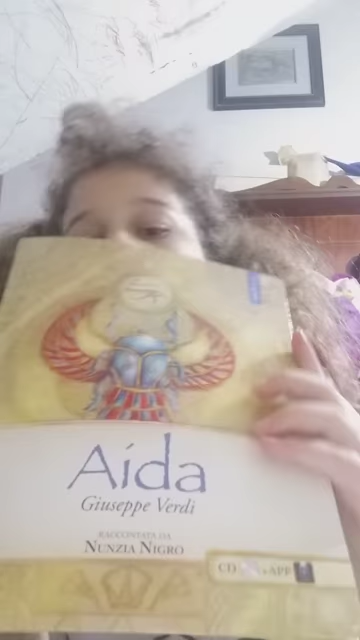 Aida
Giuseppe Verdi
RACCONTATA DA
NUNZIA NIGRO
CD + APP